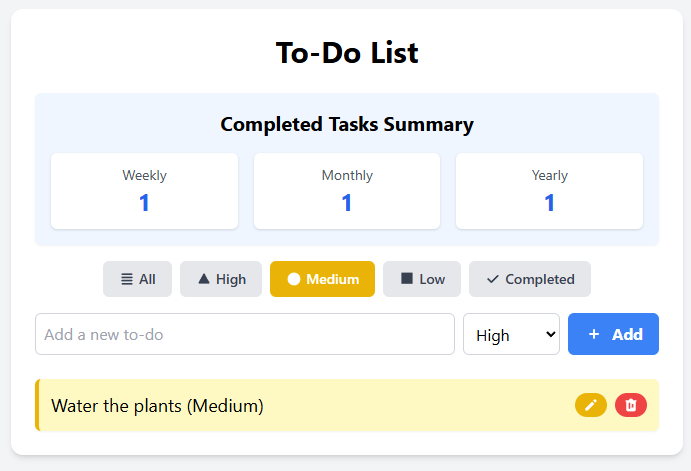 To-Do List
Completed Tasks Summary
Weekly Monthly Yearly
1 1 1
All High Medium Low Completed
Add a new to-do High + Add
Water the plants (Medium)